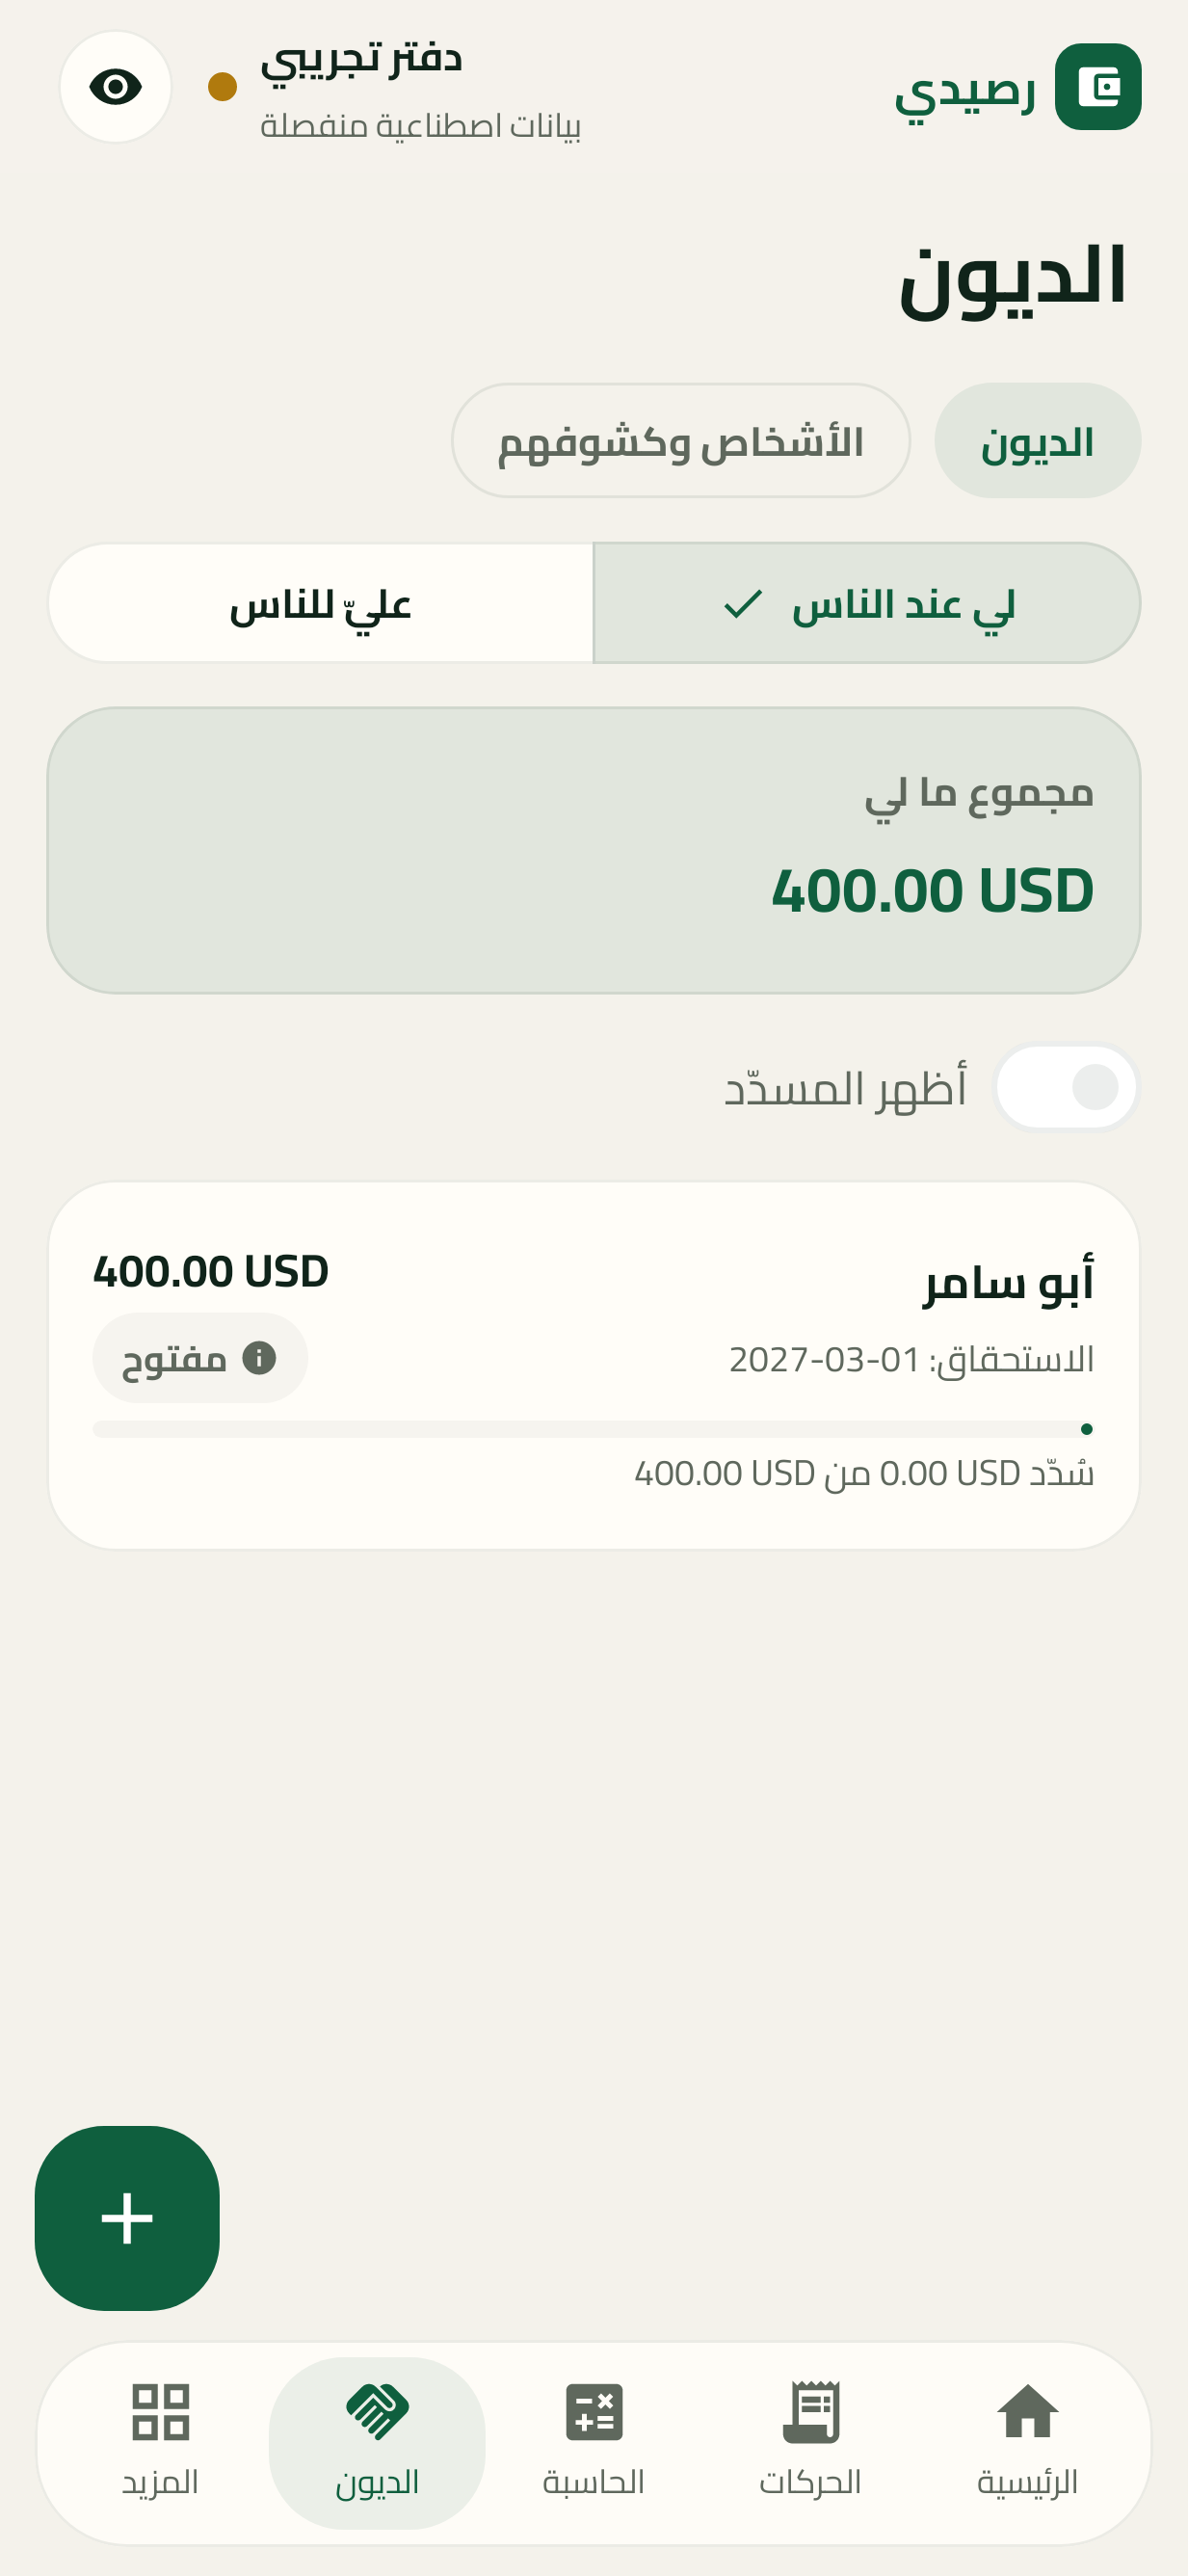 رصيدي
دفتر تجريبي
بيانات اصطناعية منفصلة
الديون
الديون
الأشخاص وكشوفهم
لي عند الناس
عليّ للناس
مجموع ما لي
400.00 USD
أظهر المسدّد
أبو سامر
400.00 USD
الاستحقاق: 2027-03-01
مفتوح
سُدّد 0.00 USD من 400.00 USD
الرئيسية
الحركات
الحاسبة
الديون
المزيد